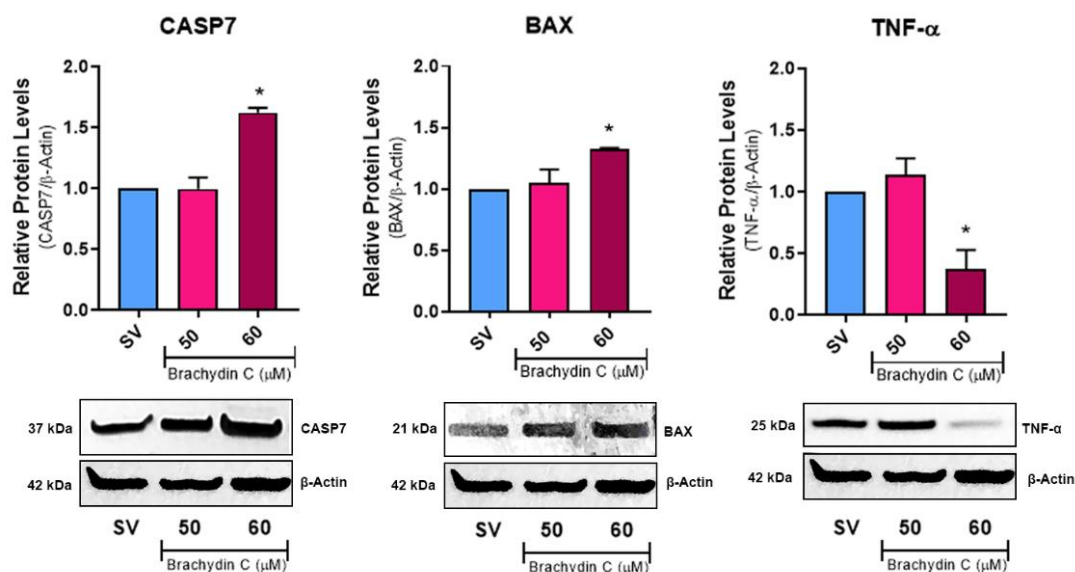 CASP7
Relative Protein Levels
(CASP7/β-Actin)
2.0
1.5
1.0
0.5
0.0
*
SV
50
60
Brachydin C (µM)
37 kDa
CASP7
42 kDa
β-Actin
SV 50 60
Brachydin C (µM)
BAX
Relative Protein Levels
(BAX/β-Actin)
2.0
1.5
1.0
0.5
0.0
*
SV
50
60
Brachydin C (µM)
21 kDa
BAX
42 kDa
β-Actin
SV 50 60
Brachydin C (µM)
TNF-α
Relative Protein Levels
(TNF-α/β-Actin)
2.0
1.5
1.0
0.5
0.0
*
SV
50
60
Brachydin C (µM)
25 kDa
TNF-α
42 kDa
β-Actin
SV 50 60
Brachydin C (µM)